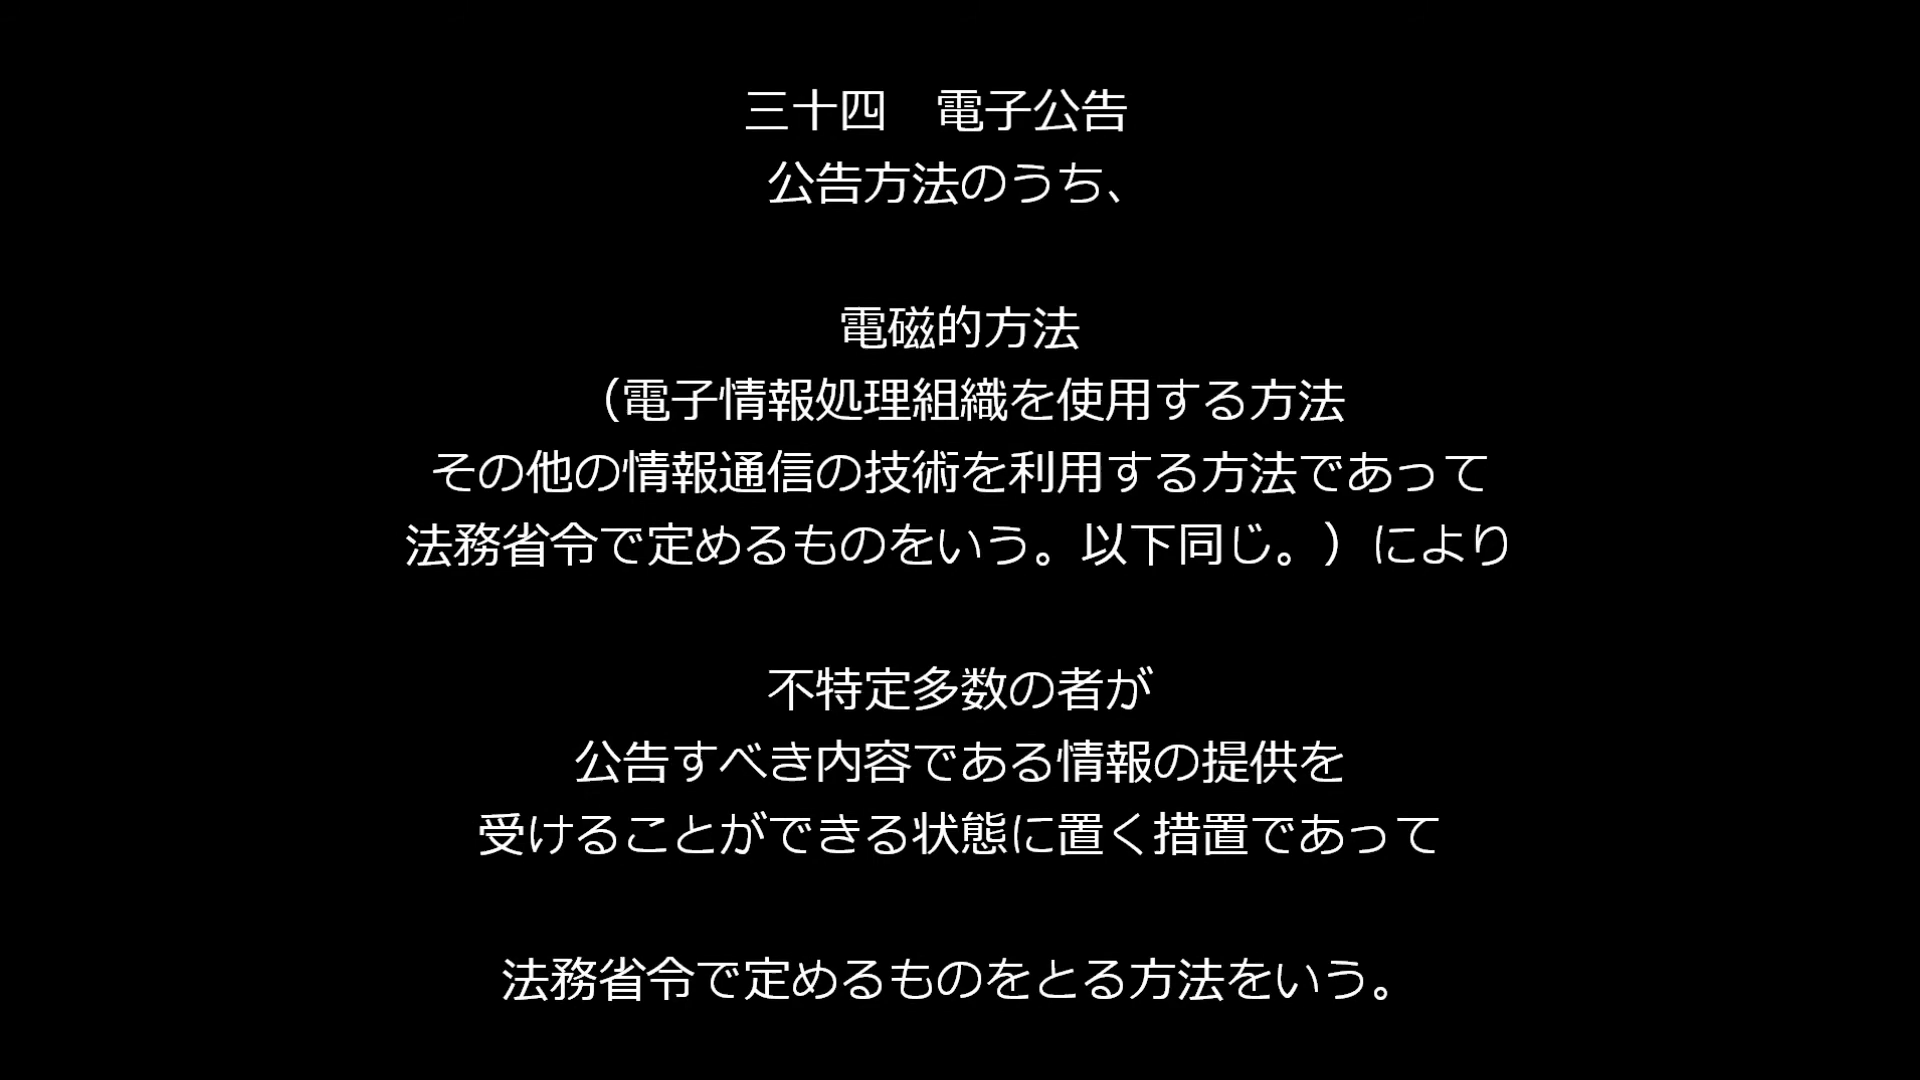 三十四　電子公告
公告方法のうち、
電磁的方法
（電子情報処理組織を使用する方法
その他の情報通信の技術を利用する方法であって
法務省令で定めるものをいう。以下同じ。）により
不特定多数の者が
公告すべき内容である情報の提供を
受けることができる状態に置く措置であって
法務省令で定めるものをとる方法をいう。